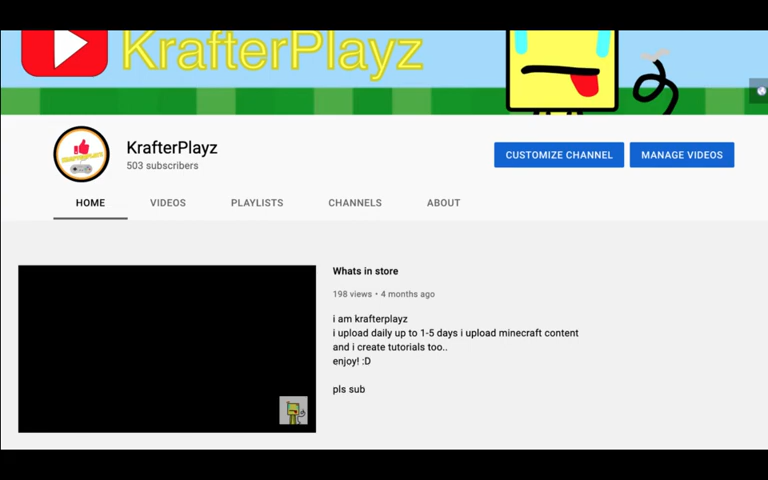 KrafterPlayz
KrafterPlayz
503 subscribers
CUSTOMIZE CHANNEL
MANAGE VIDEOS
HOME
VIDEOS
PLAYLISTS
CHANNELS
ABOUT
Whats in store
198 views • 4 months ago
i am krafterplayz
i upload daily up to 1-5 days i upload minecraft content
and i create tutorials too..
enjoy! :D
pls sub